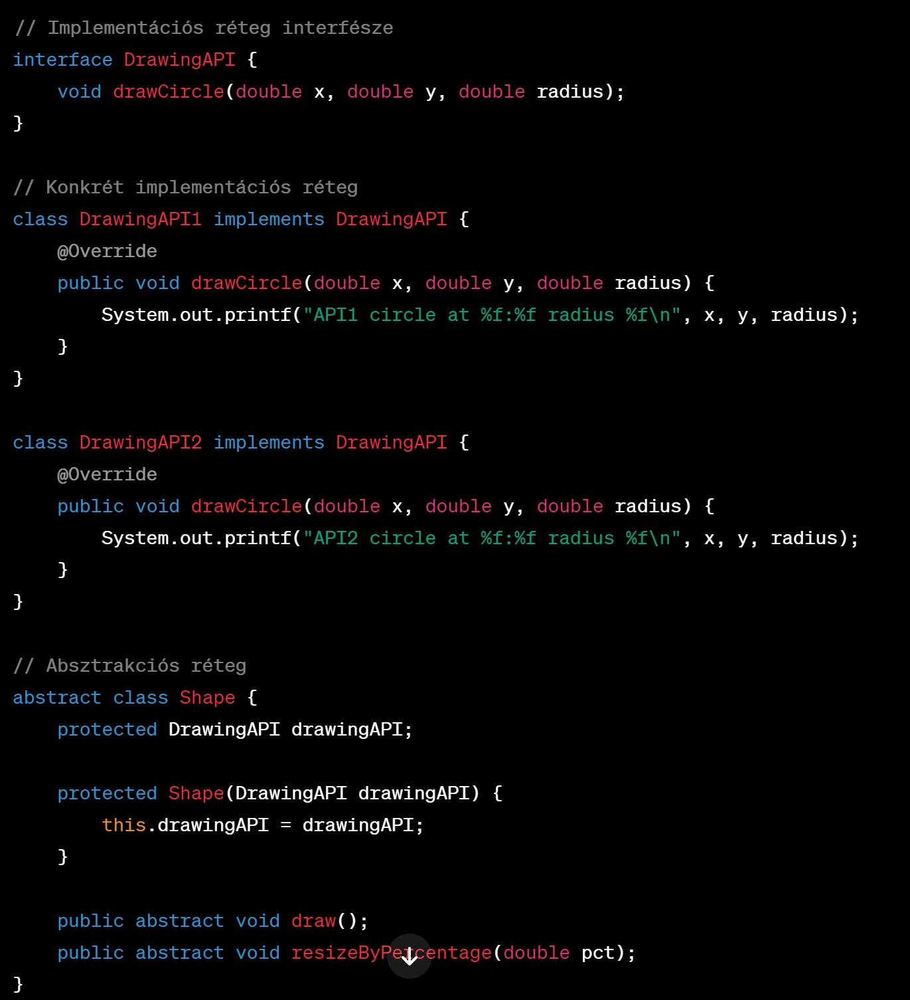 // Implementációs réteg interfésze
interface DrawingAPI {
    void drawCircle(double x, double y, double radius);
}

// Konkrét implementációs réteg
class DrawingAPI1 implements DrawingAPI {
    @Override
    public void drawCircle(double x, double y, double radius) {
        System.out.printf("API1 circle at %f:%f radius %f\n", x, y, radius);
    }
}

class DrawingAPI2 implements DrawingAPI {
    @Override
    public void drawCircle(double x, double y, double radius) {
        System.out.printf("API2 circle at %f:%f radius %f\n", x, y, radius);
    }
}

// Absztrakciós réteg
abstract class Shape {
    protected DrawingAPI drawingAPI;

    protected Shape(DrawingAPI drawingAPI) {
        this.drawingAPI = drawingAPI;
    }

    public abstract void draw();
    public abstract void resizeByPercentage(double pct);
}